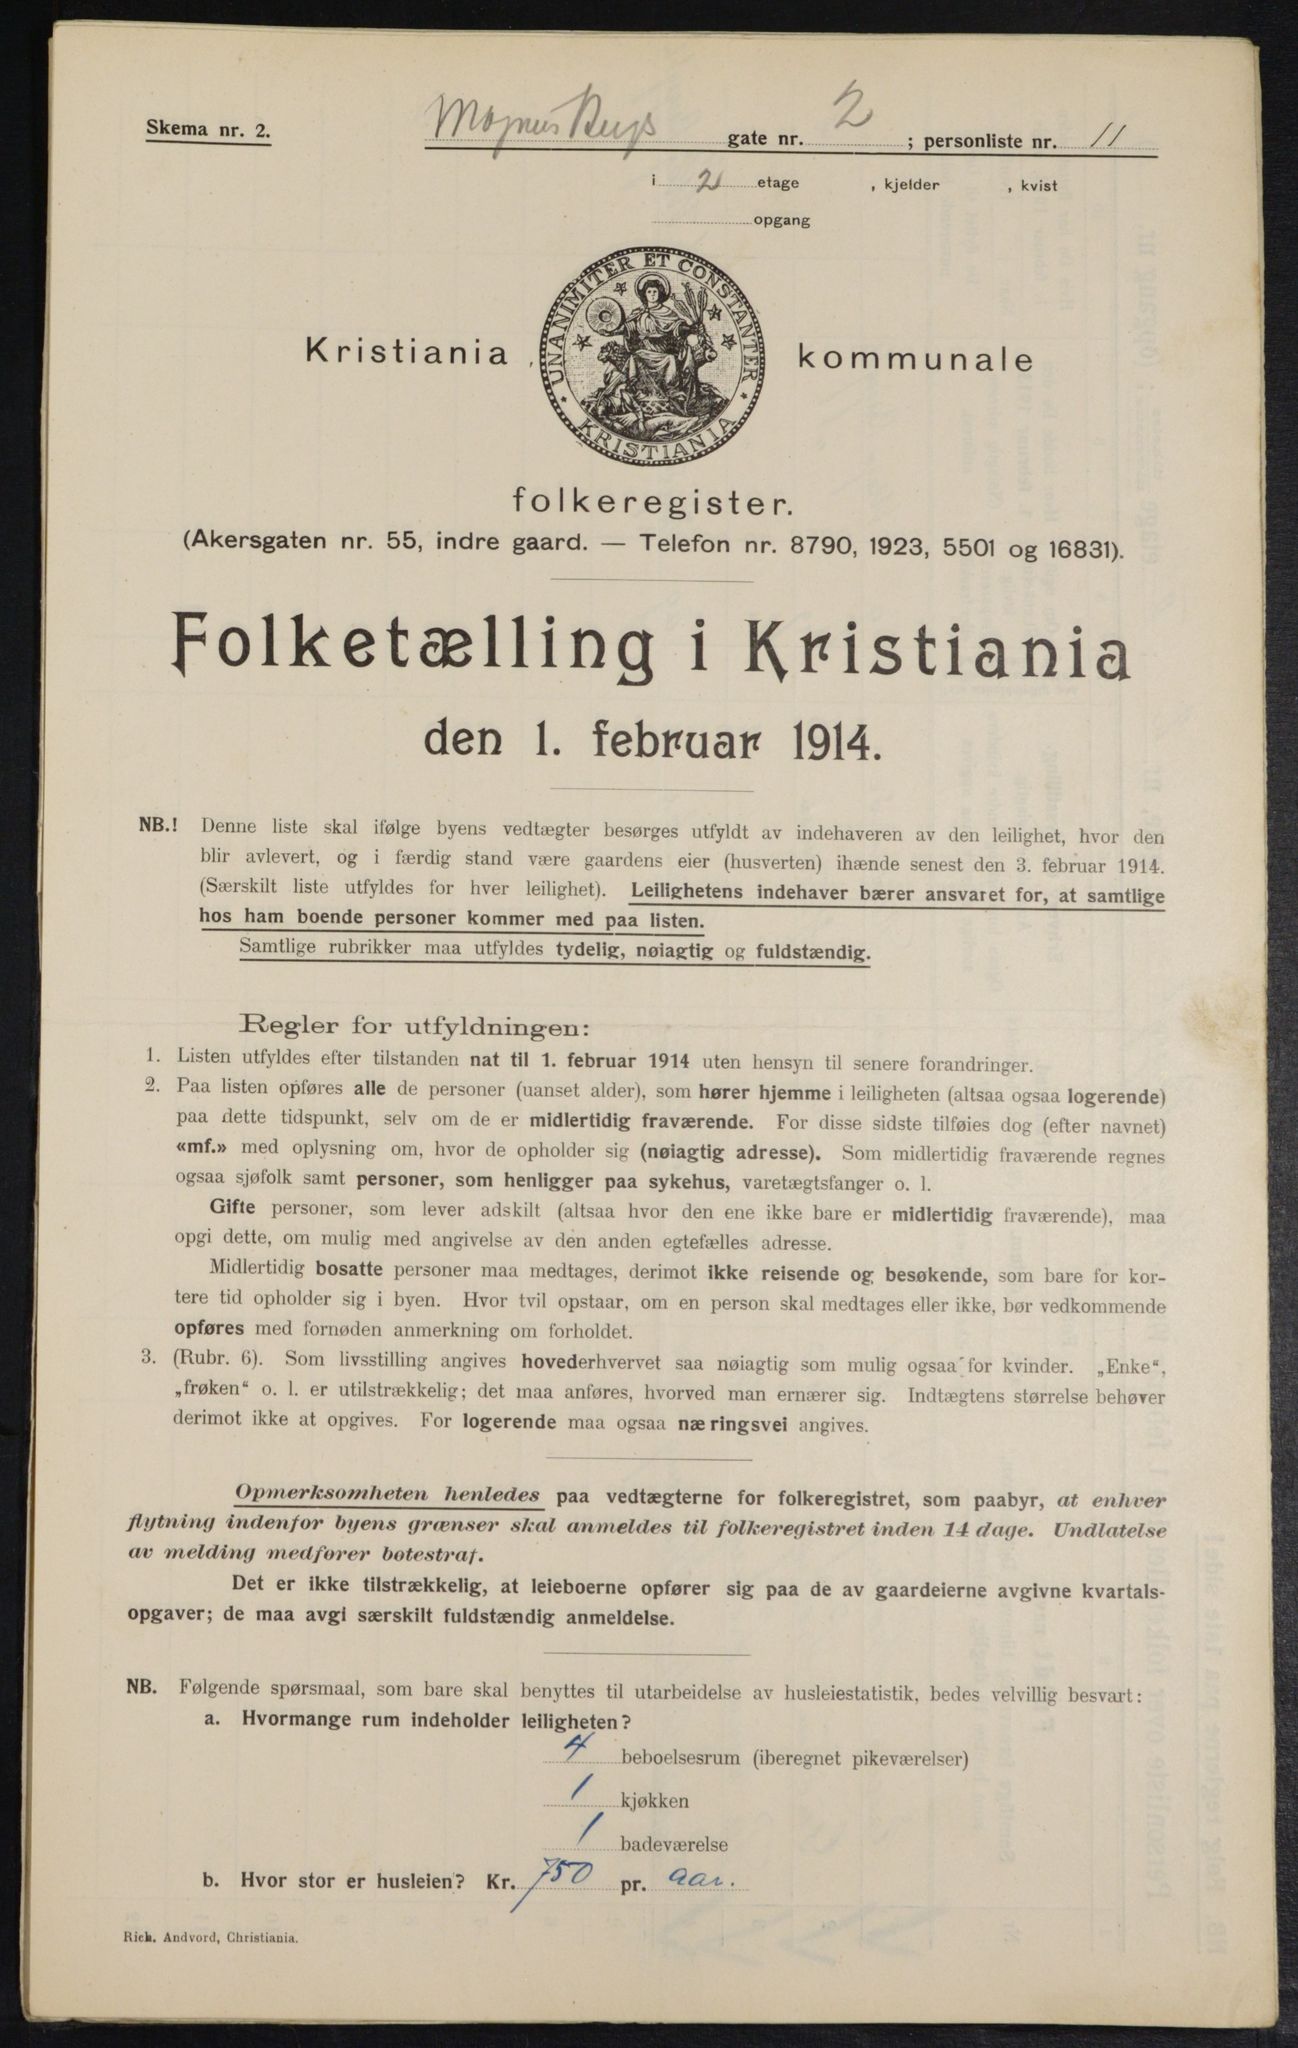 Skema nr. 2.
Magnus Bergs gate nr. 2 ; personliste nr. 11
i 2 etage , kjelder , kvist
opgang
UNANIMITER ET CONSTANTER
KRISTIANIA
Kristiania kommunale
folkeregister.
(Akersgaten nr. 55, indre gaard. — Telefon nr. 8790, 1923, 5501 og 16831).
Folketælling i Kristiania
den 1. februar 1914.
NB.! Denne liste skal ifølge byens vedtægter besørges utfyldt av indehaveren av den leilighet, hvor den
blir avlevert, og i færdig stand være gaardens eier (husverten) ihænde senest den 3. februar 1914.
(Særskilt liste utfyldes for hver leilighet). Leilighetens indehaver bærer ansvaret for, at samtlige
hos ham boende personer kommer med paa listen.
Samtlige rubrikker maa utfyldes tydelig, nøiagtig og fuldstændig.
Regler for utfyldningen:
1. Listen utfyldes efter tilstanden nat til 1. februar 1914 uten hensyn til senere forandringer.
2. Paa listen opføres alle de personer (uanset alder), som hører hjemme i leiligheten (altsaa ogsaa logerende)
paa dette tidspunkt, selv om de er midlertidig fraværende. For disse sidste tilføies dog (efter navnet)
«mf.» med oplysning om, hvor de opholder sig (nøiagtig adresse). Som midlertidig fraværende regnes
ogsaa sjøfolk samt personer, som henligger paa sykehus, varetægtsfanger o. l.
Gifte personer, som lever adskilt (altsaa hvor den ene ikke bare er midlertidig fraværende), maa
opgi dette, om mulig med angivelse av den anden egtefælles adresse.
Midlertidig bosatte personer maa medtages, derimot ikke reisende og besøkende, som bare for kor-
tere tid opholder sig i byen. Hvor tvil opstaar, om en person skal medtages eller ikke, bør vedkommende
opføres med fornøden anmerkning om forholdet.
3. (Rubr. 6). Som livsstilling angives hovederhvervet saa nøiagtig som mulig ogsaa for kvinder. „Enke“,
„frøken“ o. l. er utilstrækkelig; det maa anføres, hvorved man ernærer sig. Indtægtens størrelse behøver
derimot ikke at opgives. For logerende maa ogsaa næringsvei angives.
Opmerksomheten henledes paa vedtægterne for folkeregistret, som paabyr, at enhver
flytning indenfor byens grænser skal anmeldes til folkeregistret inden 14 dage. Undlatelse
av melding medfører bøtestraf.
Det er ikke tilstrækkelig, at leieboerne opfører sig paa de av gaardeierne avgivne kvartals-
opgaver; de maa avgi særskilt fuldstændig anmeldelse.
NB. Følgende spørsmaal, som bare skal benyttes til utarbeidelse av husleiestatistik, bedes velvillig besvart:
a. Hvormange rum indeholder leiligheten?
4 beboelsesrum (iberegnet pikeværelser)
1 kjøkken
1 badeværelse
b. Hvor stor er husleien? Kr. 750 pr. aar.
Rich. Andvord, Christiania.